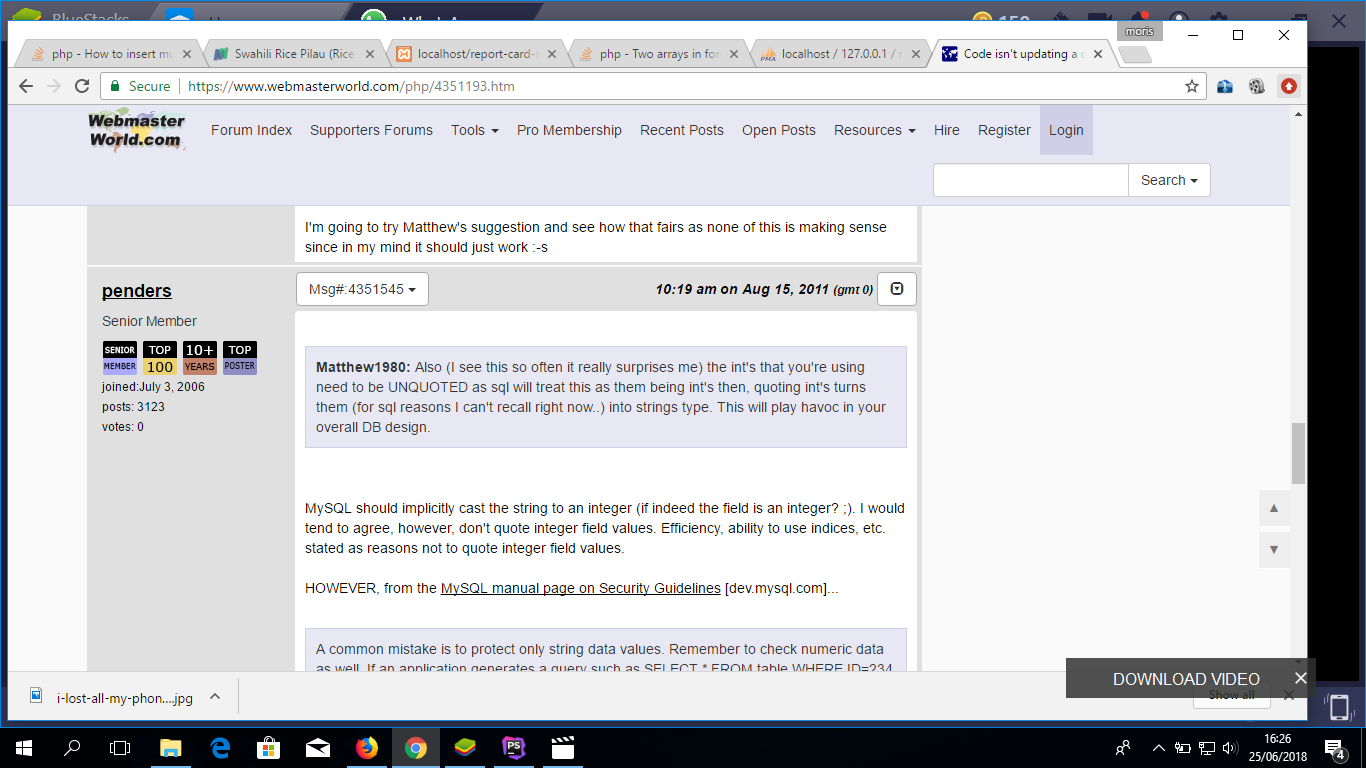 BlueStacks
150
moris
php - How to insert mu
Swahili Rice Pilau (Rice
localhost/report-card-s
php - Two arrays in for
localhost / 127.0.0.1 / r
Code isn't updating a d
Secure
https://www.webmasterworld.com/php/4351193.htm
Webmaster
World.com
Forum Index
Supporters Forums
Tools
Pro Membership
Recent Posts
Open Posts
Resources
Hire
Register
Login
Search
I'm going to try Matthew's suggestion and see how that fairs as none of this is making sense
since in my mind it should just work :-s
penders
Senior Member
SENIOR MEMBER
TOP 100
10+ YEARS
TOP POSTER
joined:July 3, 2006
posts: 3123
votes: 0
Msg#:4351545
10:19 am on Aug 15, 2011 (gmt 0)
Matthew1980: Also (I see this so often it really surprises me) the int's that you're using
need to be UNQUOTED as sql will treat this as them being int's then, quoting int's turns
them (for sql reasons I can't recall right now..) into strings type. This will play havoc in your
overall DB design.
MySQL should implicitly cast the string to an integer (if indeed the field is an integer? ;). I would
tend to agree, however, don't quote integer field values. Efficiency, ability to use indices, etc.
stated as reasons not to quote integer field values.
HOWEVER, from the MySQL manual page on Security Guidelines [dev.mysql.com]...
A common mistake is to protect only string data values. Remember to check numeric data
as well. If an application generates a query such as SELECT * FROM table WHERE ID=234
DOWNLOAD VIDEO
i-lost-all-my-phon....jpg
Show all
16:26
25/06/2018
4